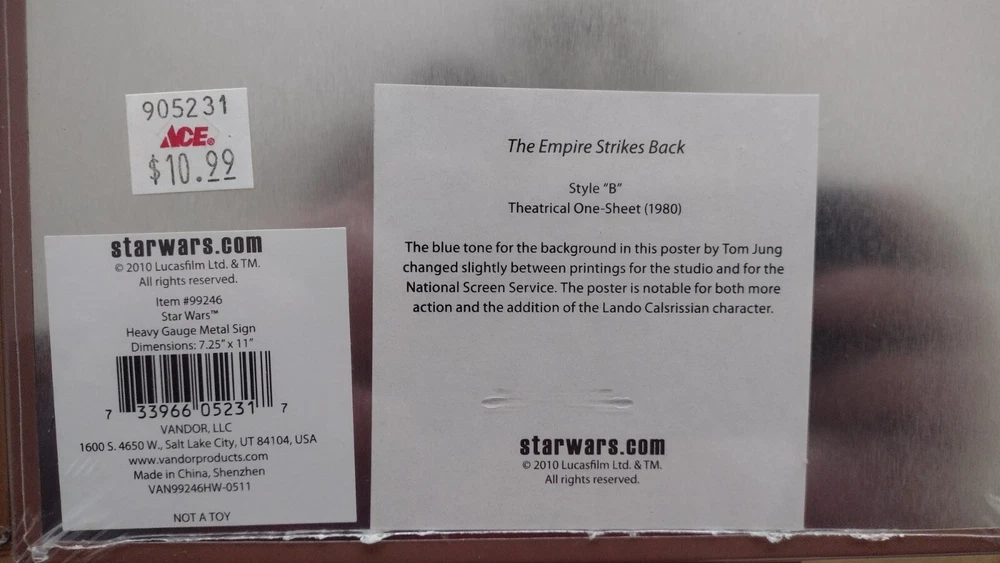 905231
ACE®
$10.99
starwars.com
© 2010 Lucasfilm Ltd. & TM.
All rights reserved.
Item #99246
Star Wars™
Heavy Gauge Metal Sign
Dimensions: 7.25" x 11"
7 33966 05231 7
VANDOR, LLC
1600 S. 4650 W., Salt Lake City, UT 84104, USA
www.vandorproducts.com
Made in China, Shenzhen
VAN99246HW-0511
NOT A TOY
The Empire Strikes Back
Style “B”
Theatrical One-Sheet (1980)
The blue tone for the background in this poster by Tom Jung
changed slightly between printings for the studio and for the
National Screen Service. The poster is notable for both more
action and the addition of the Lando Calsrissian character.
starwars.com
© 2010 Lucasfilm Ltd. & TM.
All rights reserved.